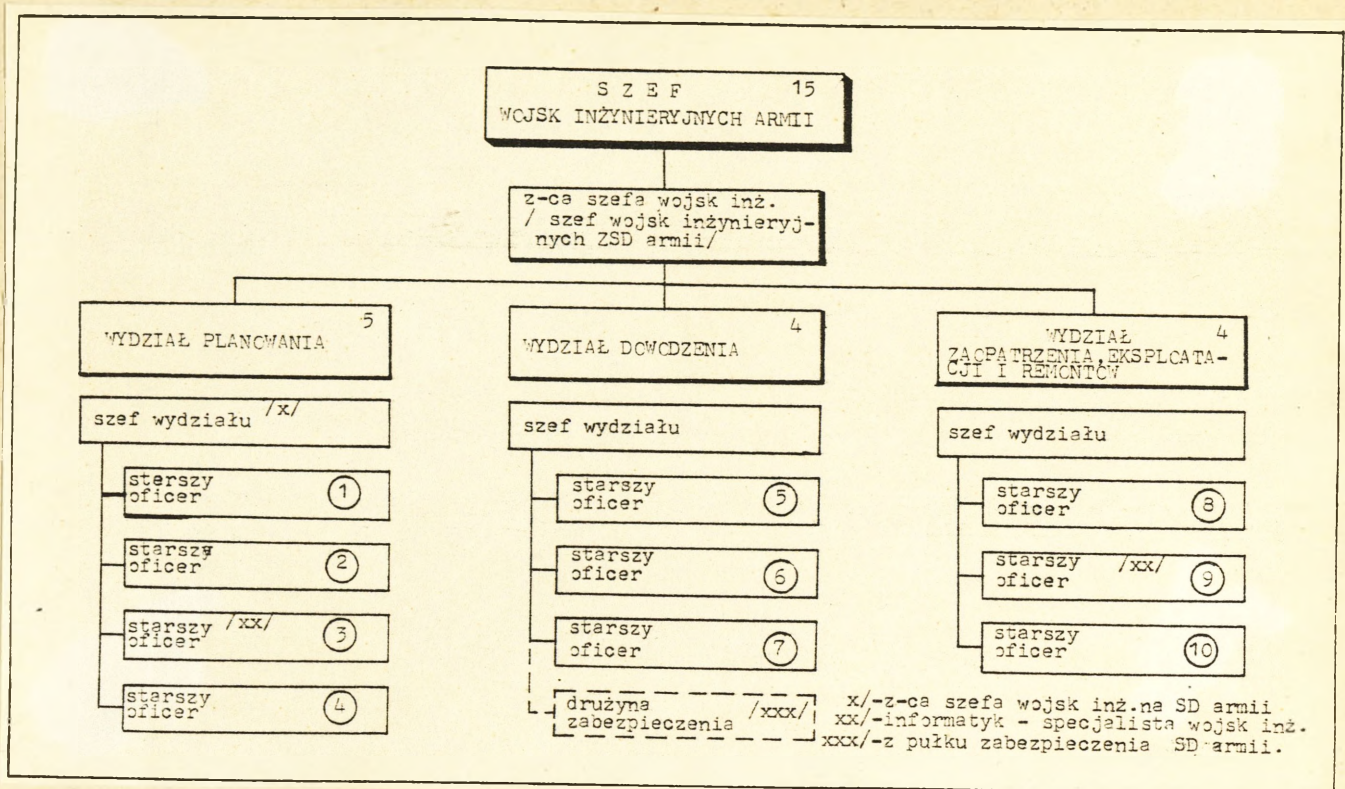 S Z E F 15
WOJSK INŻYNIERYJNYCH ARMII
z-ca szefa wojsk inż.
/ szef wojsk inżynieryj-
nych ZSD armii/
5
WYDZIAŁ PLANOWANIA
szef wydziału /x/
sterszy
oficer 1
starszy
oficer 2
starszy /xx/
oficer 3
starszy
oficer 4
4
WYDZIAŁ DOWODZENIA
szef wydziału
starszy
oficer 5
starszy
oficer 6
starszy
oficer 7
drużyna /xxx/
zabezpieczenia
WYDZIAŁ 4
ZAOPATRZENIA,EKSPLOATA-
CJI I REMONTÓW
szef wydziału
starszy
oficer 8
starszy /xx/
oficer 9
starszy
oficer 10
x/-z-ca szefa wojsk inż.na SD armii
xx/-informatyk - specjalista wojsk inż.
xxx/-z pułku zabezpieczenia SD armii.